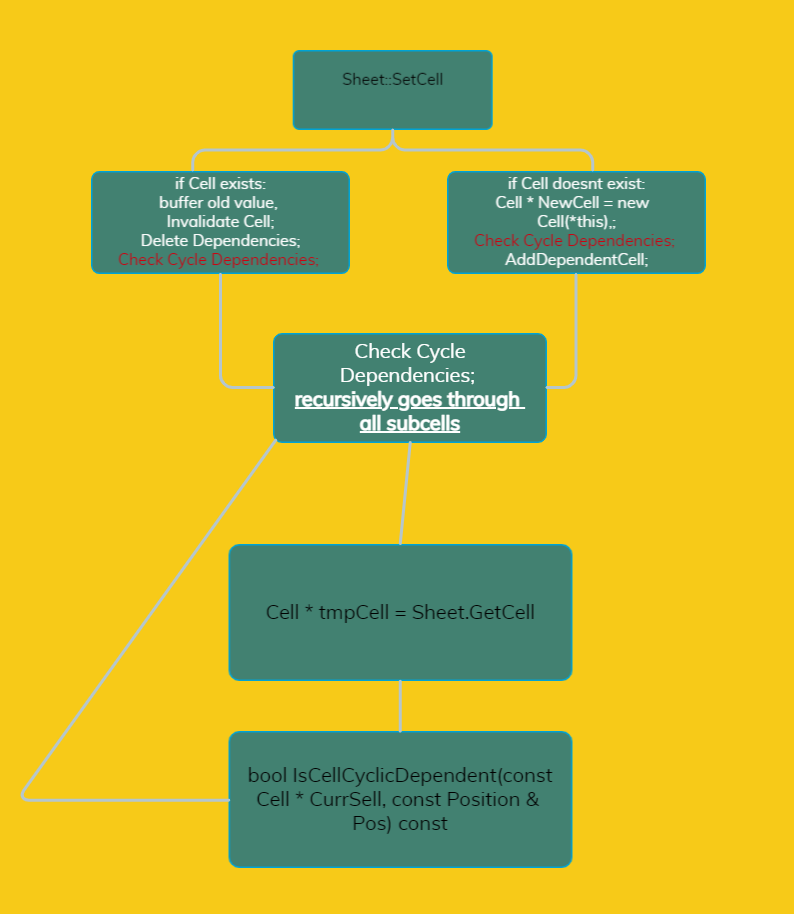 Sheet::SetCell
if Cell exists:
buffer old value,
Invalidate Cell;
Delete Dependencies;
Check Cycle Dependencies;
if Cell doesnt exist:
Cell * NewCell = new
Cell(*this),;
Check Cycle Dependencies;
AddDependentCell;
Check Cycle
Dependencies;
recursively goes through
all subcells
Cell * tmpCell = Sheet.GetCell
bool IsCellCyclicDependent(const
Cell * CurrSell, const Position &
Pos) const